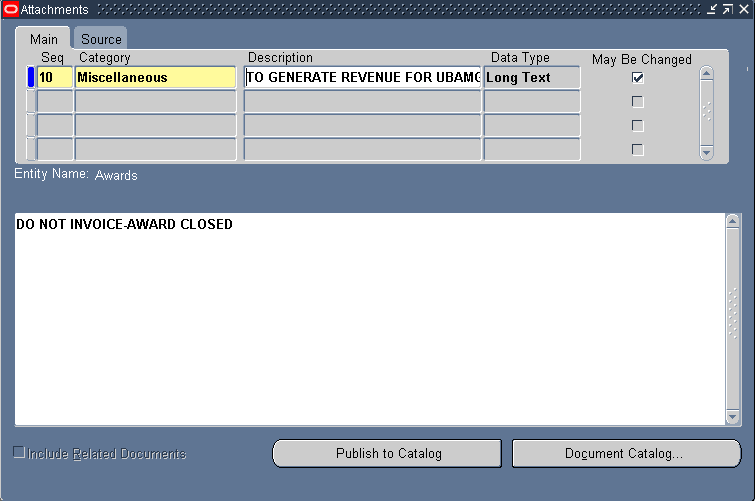 Attachments
Main
Source
Seq Category Description Data Type May Be Changed
10 Miscellaneous TO GENERATE REVENUE FOR UBAMG Long Text
Entity Name: Awards
DO NOT INVOICE-AWARD CLOSED
Include Related Documents
Publish to Catalog
Document Catalog...